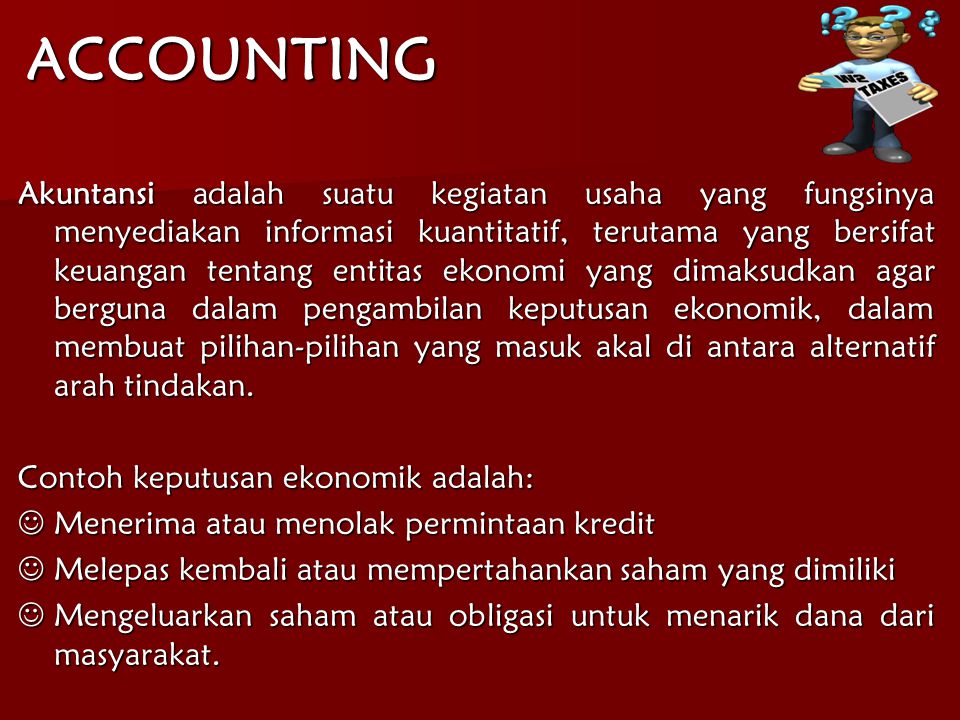 ACCOUNTING
W2
TAXES
Akuntansi adalah suatu kegiatan usaha yang fungsinya
menyediakan informasi kuantitatif, terutama yang bersifat
keuangan tentang entitas ekonomi yang dimaksudkan agar
berguna dalam pengambilan keputusan ekonomik, dalam
membuat pilihan-pilihan yang masuk akal di antara alternatif
arah tindakan.
Contoh keputusan ekonomik adalah:
☺ Menerima atau menolak permintaan kredit
☺ Melepas kembali atau mempertahankan saham yang dimiliki
☺ Mengeluarkan saham atau obligasi untuk menarik dana dari
masyarakat.